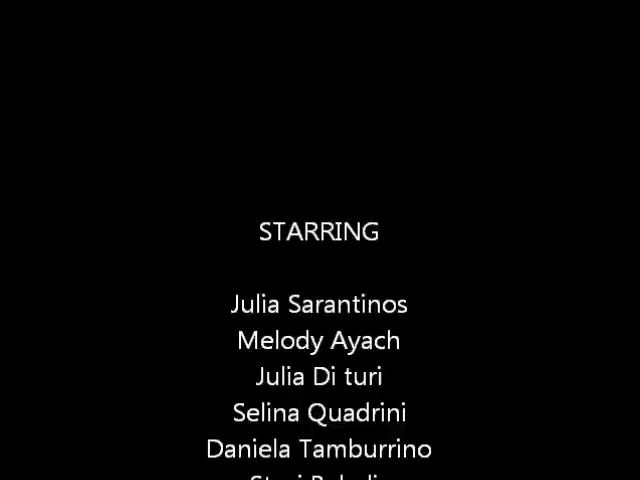 STARRING
Julia Sarantinos
Melody Ayach
Julia Di turi
Selina Quadrini
Daniela Tamburrino